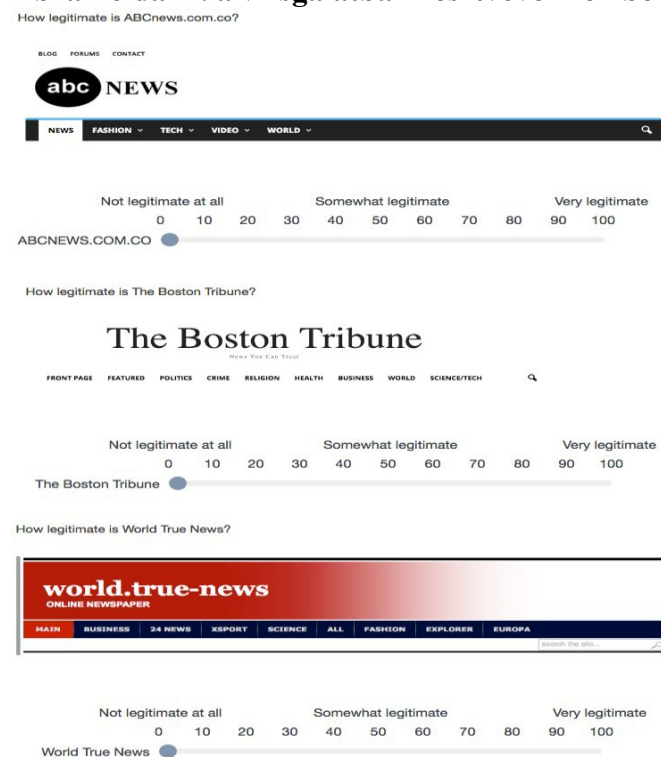 How legitimate is ABCnews.com.co?
BLOG FORUMS CONTACT
abc NEWS
NEWS FASHION TECH VIDEO WORLD
Not legitimate at all Somewhat legitimate Very legitimate
0 10 20 30 40 50 60 70 80 90 100
ABCNEWS.COM.CO
How legitimate is The Boston Tribune?
The Boston Tribune
News You Can Trust
FRONT PAGE FEATURED POLITICS CRIME RELIGION HEALTH BUSINESS WORLD SCIENCE/TECH
Not legitimate at all Somewhat legitimate Very legitimate
0 10 20 30 40 50 60 70 80 90 100
The Boston Tribune
How legitimate is World True News?
world.true-news
ONLINE NEWSPAPER
MAIN BUSINESS 24 NEWS XSPORT SCIENCE ALL FASHION EXPLORER EUROPA
search the site...
Not legitimate at all Somewhat legitimate Very legitimate
0 10 20 30 40 50 60 70 80 90 100
World True News